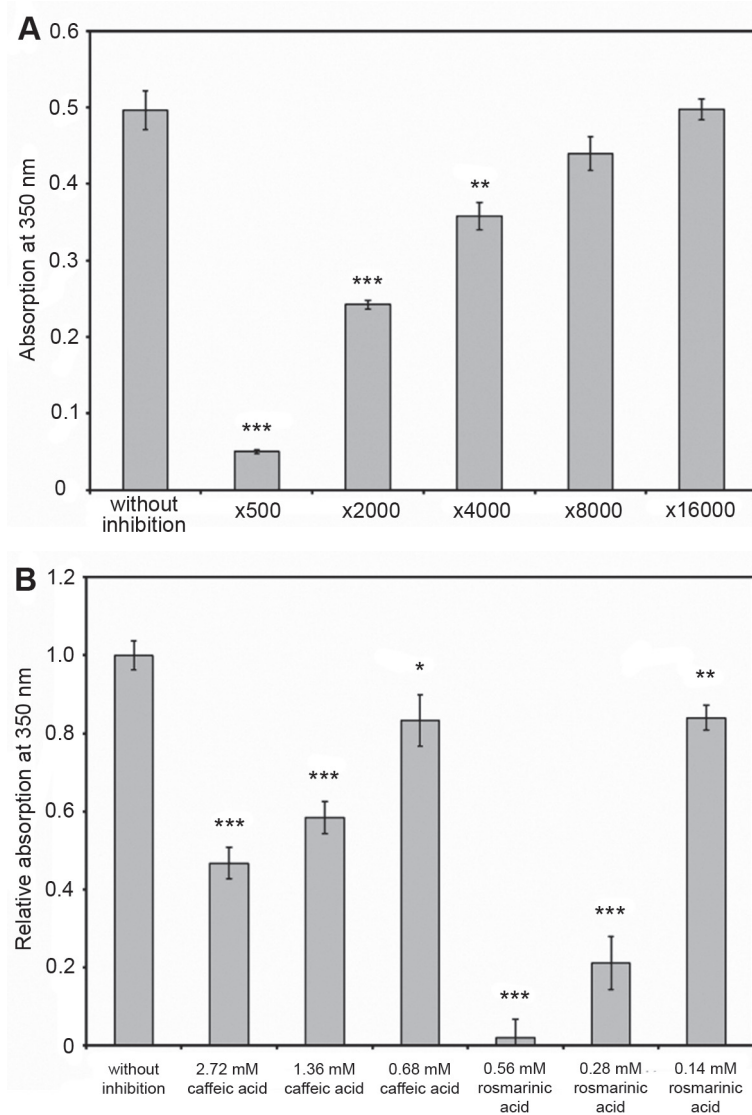 A
0.6
0.5
0.4
0.3
0.2
0.1
0
Absorption at 350 nm
***
***
**
without
inhibition
x500
x2000
x4000
x8000
x16000
B
1.2
1.0
0.8
0.6
0.4
0.2
0
Relative absorption at 350 nm
***
***
*
***
***
**
without
inhibition
2.72 mM
caffeic acid
1.36 mM
caffeic acid
0.68 mM
caffeic acid
0.56 mM
rosmarinic
acid
0.28 mM
rosmarinic
acid
0.14 mM
rosmarinic
acid